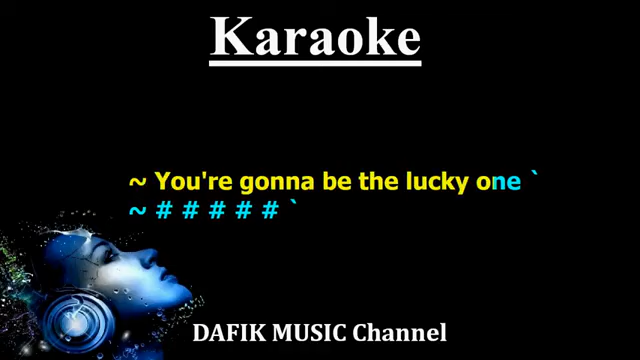 Karaoke
~ You're gonna be the lucky one `
~ # # # # # `
DAFIK MUSIC Channel